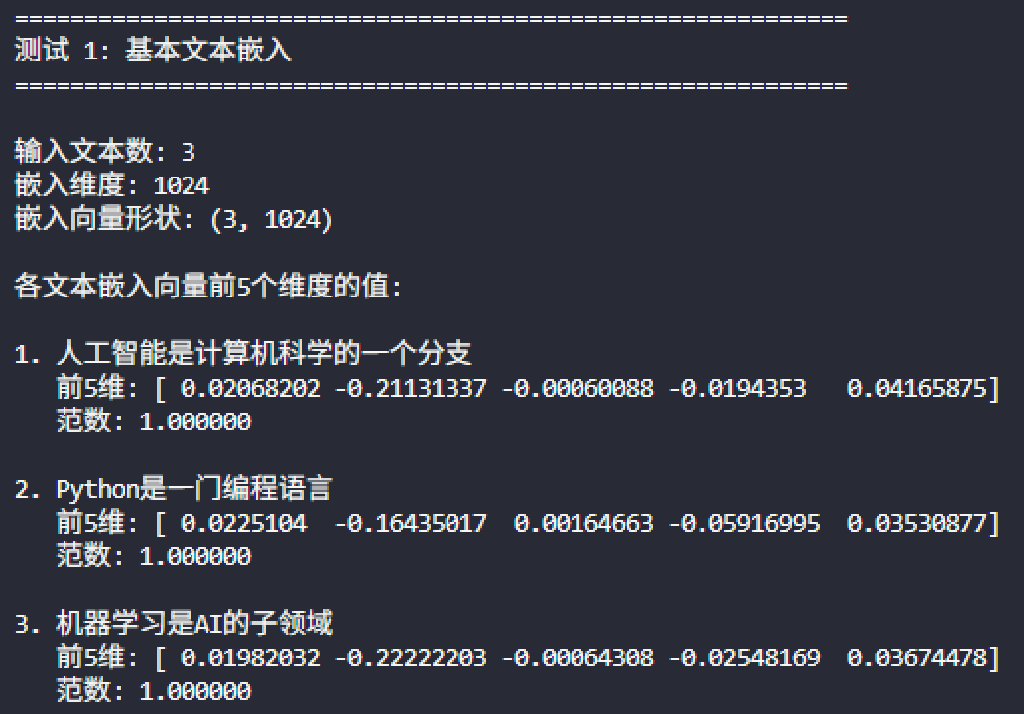 ============================================================
测试 1: 基本文本嵌入
============================================================
输入文本数: 3
嵌入维度: 1024
嵌入向量形状: (3, 1024)
各文本嵌入向量前5个维度的值:
1. 人工智能是计算机科学的一个分支
前5维: [ 0.02068202 -0.21131337 -0.00060088 -0.0194353   0.04165875]
范数: 1.000000
2. Python是一门编程语言
前5维: [ 0.0225104  -0.16435017  0.00164663 -0.05916995  0.03530877]
范数: 1.000000
3. 机器学习是AI的子领域
前5维: [ 0.01982032 -0.22222203 -0.00064308 -0.02548169  0.03674478]
范数: 1.000000